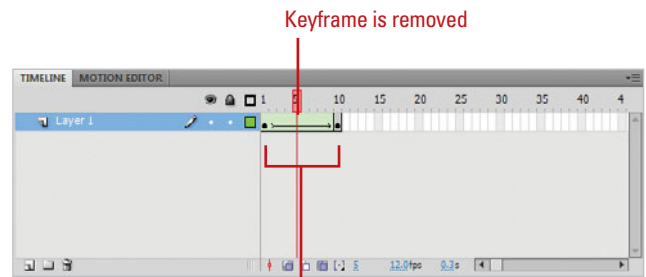 Keyframe is removed
TIMELINE MOTION EDITOR
1 5 10 15 20 25 30 35 40 4
Layer 1
5 12.0fps 0.3s